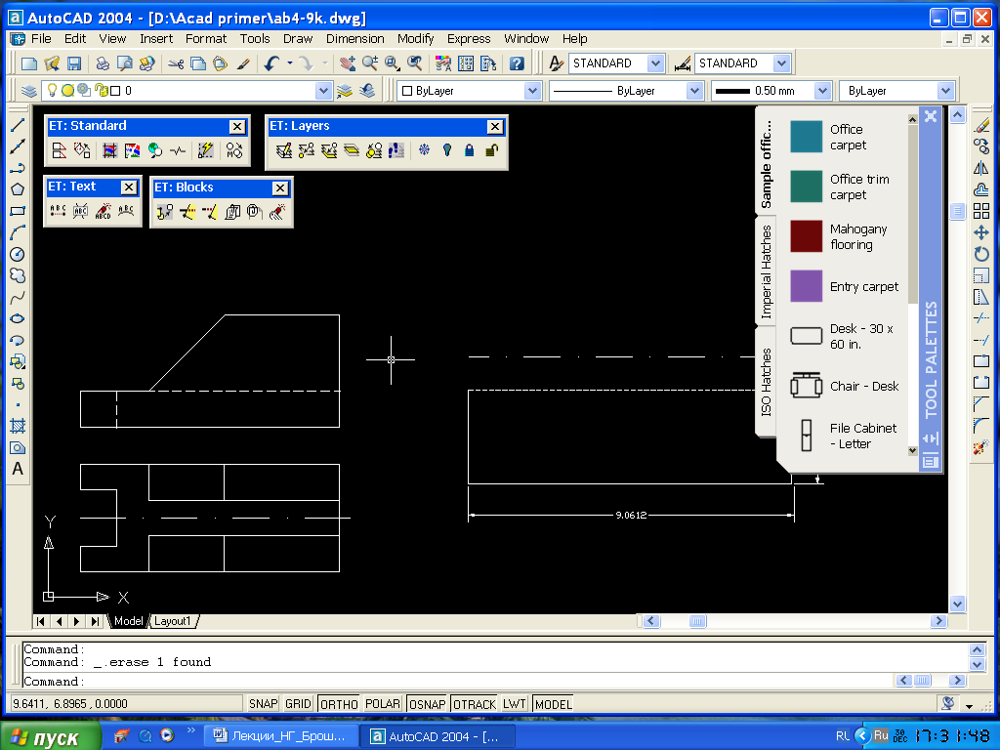 AutoCAD 2004 - [D:\Acad primer\ab4-9k.dwg]
File Edit View Insert Format Tools Draw Dimension Modify Express Window Help
STANDARD STANDARD
0 ByLayer ByLayer 0.50 mm ByLayer
ET: Standard
ET: Layers
ET: Text
ET: Blocks
Sample offic...
Imperial Hatches
ISO Hatches
Office
carpet
Office trim
carpet
Mahogany
flooring
Entry carpet
Desk - 30 x
60 in.
Chair - Desk
File Cabinet
- Letter
TOOL PALETTES
9.0612
Y
X
Model Layout1
Command:
Command: _.erase 1 found
Command:
9.6411, 6.8965 , 0.0000 SNAP GRID ORTHO POLAR OSNAP OTRACK LWT MODEL
пуск Лекции_НГ_Брош... AutoCAD 2004 - [... RL Ru 17:31:48